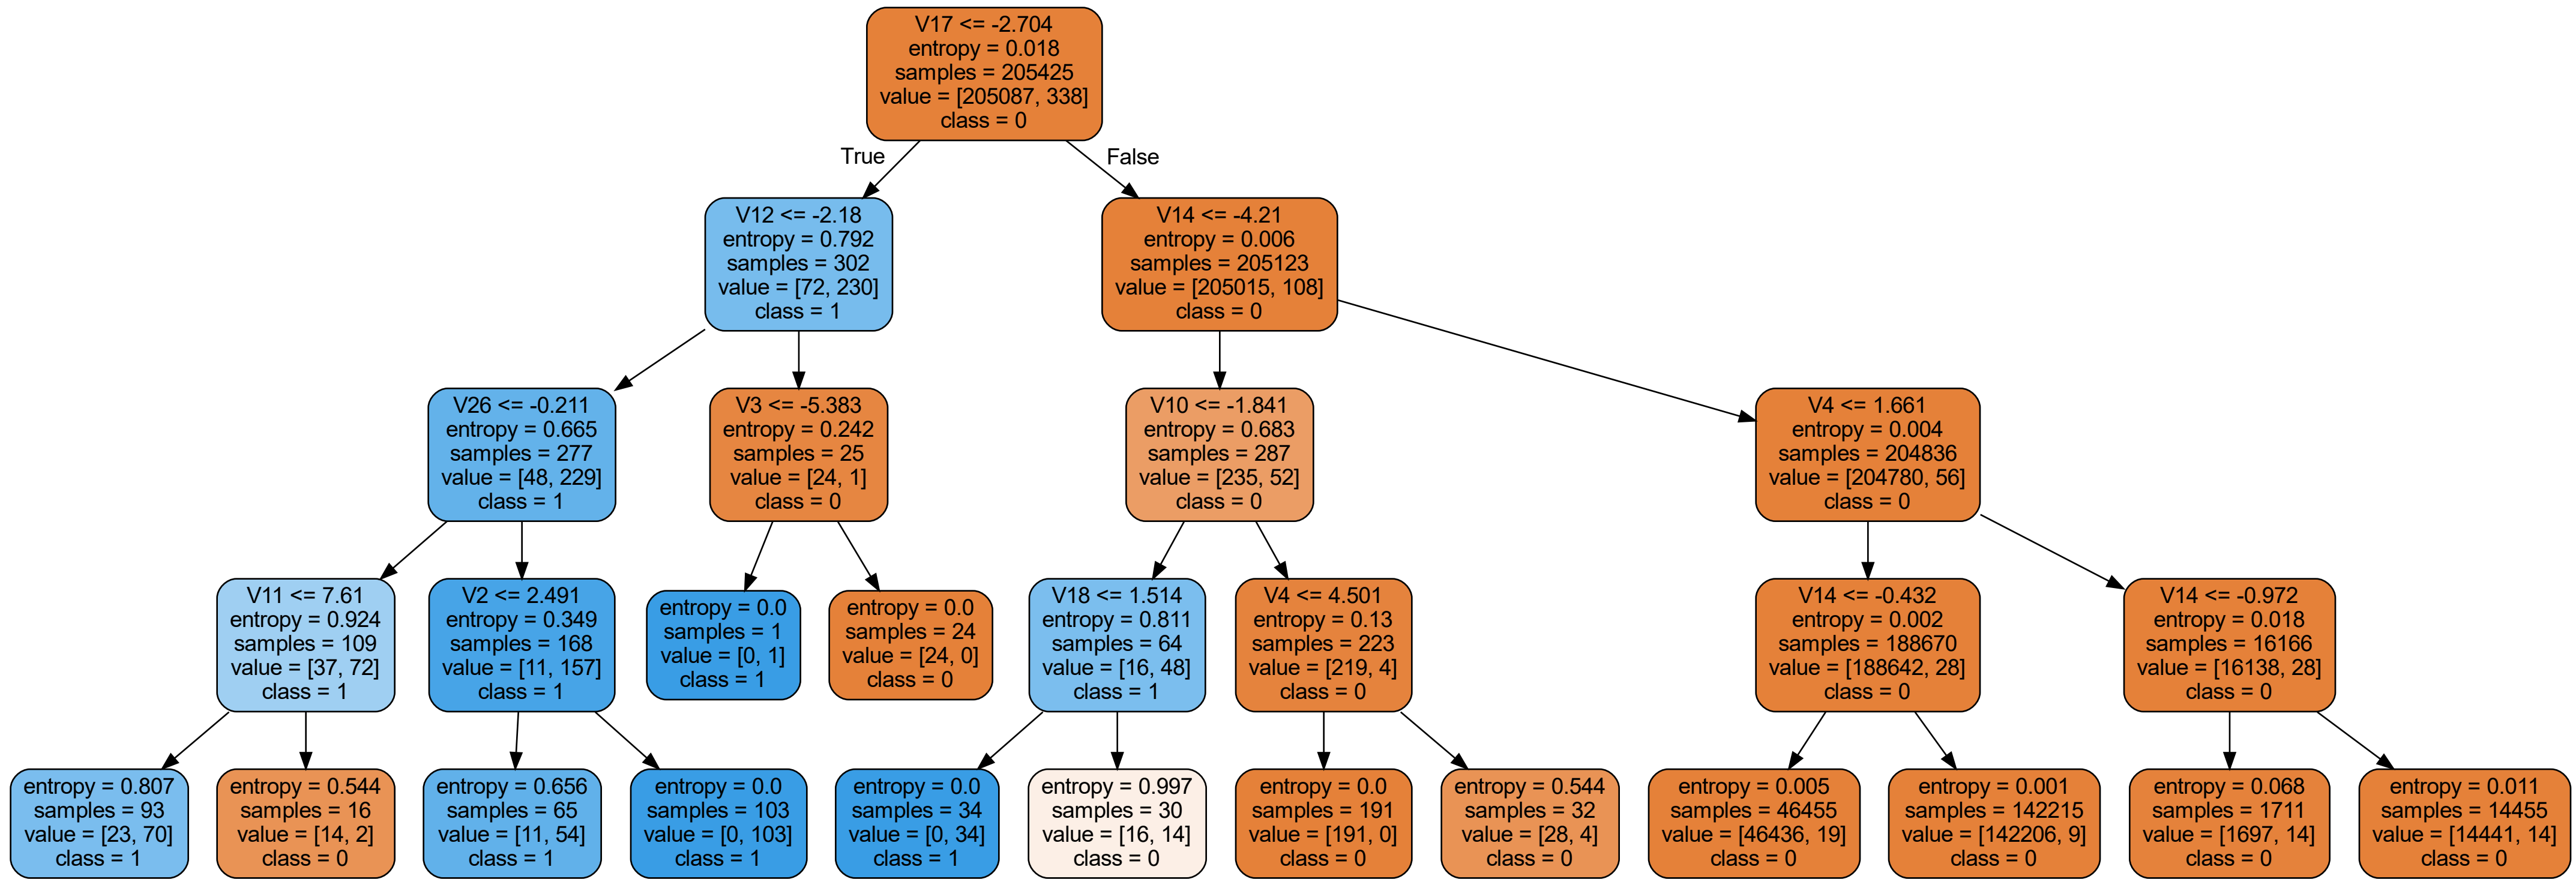 V17 <= -2.704
entropy = 0.018
samples = 205425
value = [205087, 338]
class = 0
True
False
V12 <= -2.18
entropy = 0.792
samples = 302
value = [72, 230]
class = 1
V14 <= -4.21
entropy = 0.006
samples = 205123
value = [205015, 108]
class = 0
V26 <= -0.211
entropy = 0.665
samples = 277
value = [48, 229]
class = 1
V3 <= -5.383
entropy = 0.242
samples = 25
value = [24, 1]
class = 0
V10 <= -1.841
entropy = 0.683
samples = 287
value = [235, 52]
class = 0
V4 <= 1.661
entropy = 0.004
samples = 204836
value = [204780, 56]
class = 0
V11 <= 7.61
entropy = 0.924
samples = 109
value = [37, 72]
class = 1
V2 <= 2.491
entropy = 0.349
samples = 168
value = [11, 157]
class = 1
entropy = 0.0
samples = 1
value = [0, 1]
class = 1
entropy = 0.0
samples = 24
value = [24, 0]
class = 0
V18 <= 1.514
entropy = 0.811
samples = 64
value = [16, 48]
class = 1
V4 <= 4.501
entropy = 0.13
samples = 223
value = [219, 4]
class = 0
V14 <= -0.432
entropy = 0.002
samples = 188670
value = [188642, 28]
class = 0
V14 <= -0.972
entropy = 0.018
samples = 16166
value = [16138, 28]
class = 0
entropy = 0.807
samples = 93
value = [23, 70]
class = 1
entropy = 0.544
samples = 16
value = [14, 2]
class = 0
entropy = 0.656
samples = 65
value = [11, 54]
class = 1
entropy = 0.0
samples = 103
value = [0, 103]
class = 1
entropy = 0.0
samples = 34
value = [0, 34]
class = 1
entropy = 0.997
samples = 30
value = [16, 14]
class = 0
entropy = 0.0
samples = 191
value = [191, 0]
class = 0
entropy = 0.544
samples = 32
value = [28, 4]
class = 0
entropy = 0.005
samples = 46455
value = [46436, 19]
class = 0
entropy = 0.001
samples = 142215
value = [142206, 9]
class = 0
entropy = 0.068
samples = 1711
value = [1697, 14]
class = 0
entropy = 0.011
samples = 14455
value = [14441, 14]
class = 0